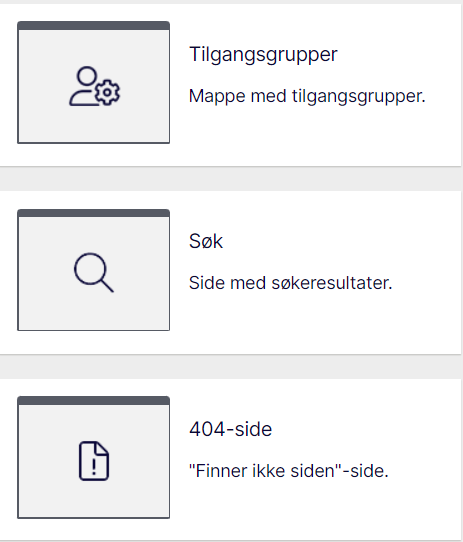 Tilgangsgrupper
Mappe med tilgangsgrupper.
Søk
Side med søkeresultater.
404-side
"Finner ikke siden"-side.